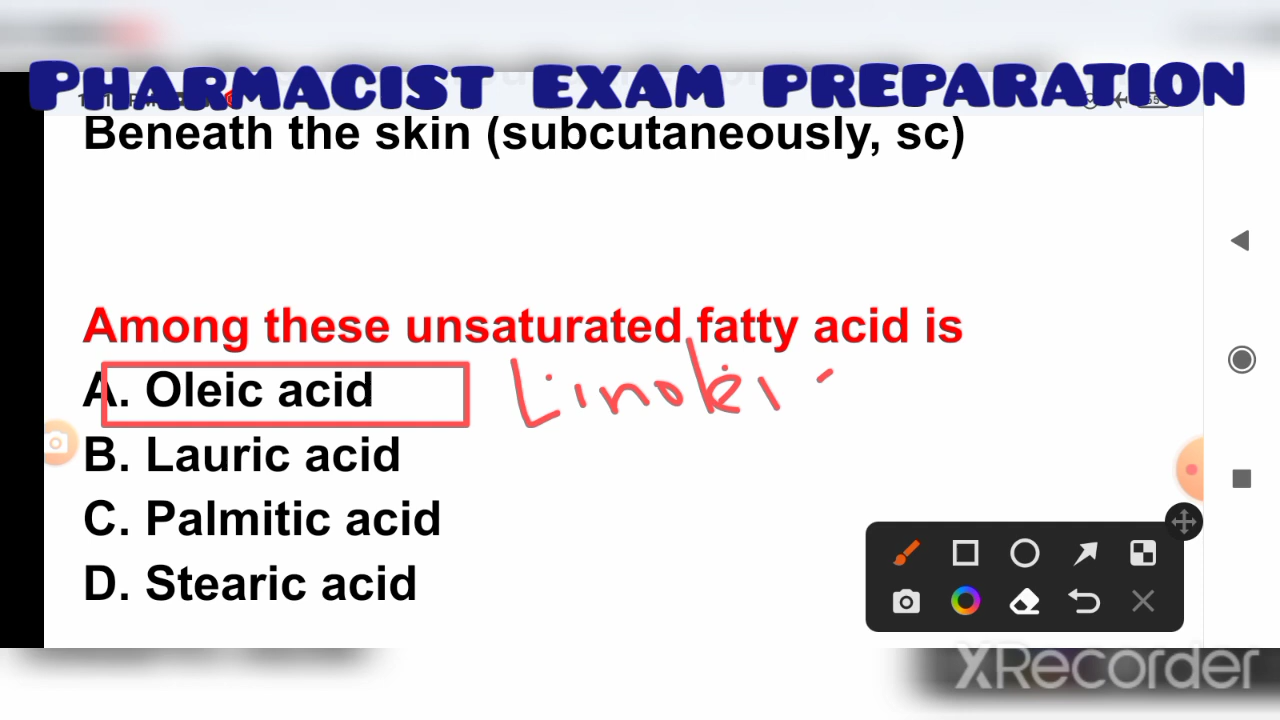 PHARMACIST EXAM PREPARATION
Beneath the skin (subcutaneously, sc)
Among these unsaturated fatty acid is
A. Oleic acid
B. Lauric acid
C. Palmitic acid
D. Stearic acid
XRecorder